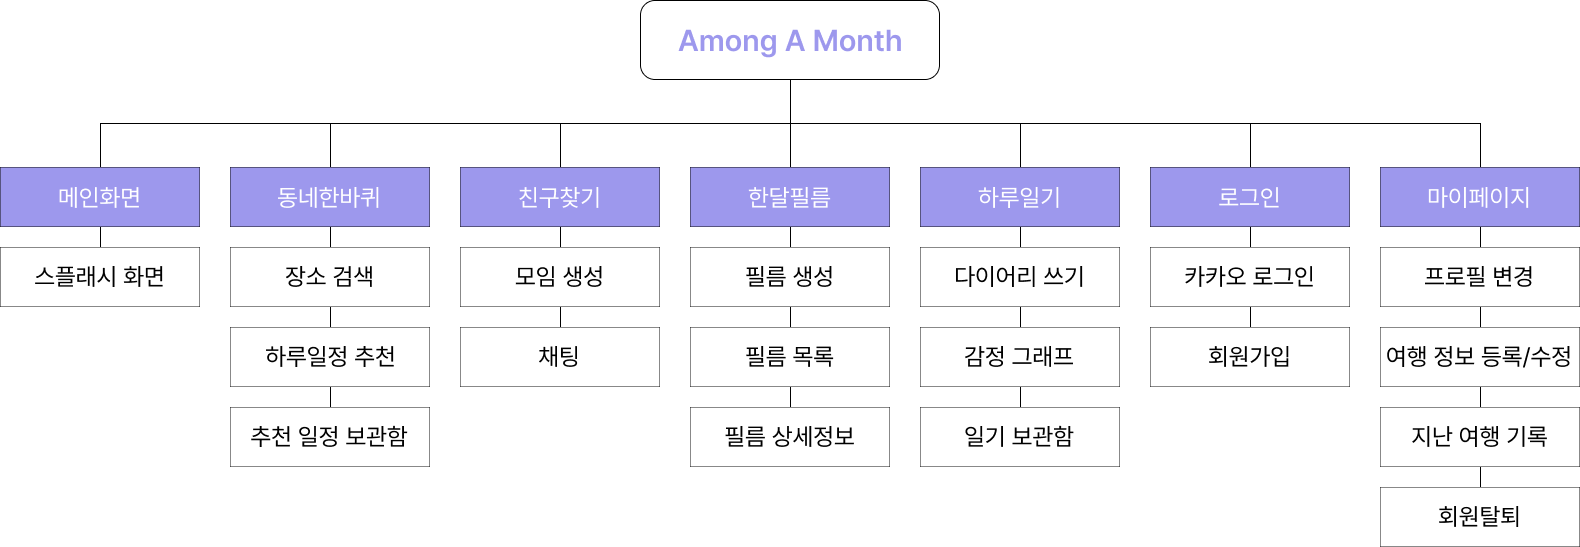 Among A Month
메인화면
동네한바퀴
친구찾기
한달필름
하루일기
로그인
마이페이지
스플래시 화면
장소 검색
모임 생성
필름 생성
다이어리 쓰기
카카오 로그인
프로필 변경
하루일정 추천
채팅
필름 목록
감정 그래프
회원가입
여행 정보 등록/수정
추천 일정 보관함
필름 상세정보
일기 보관함
지난 여행 기록
회원탈퇴